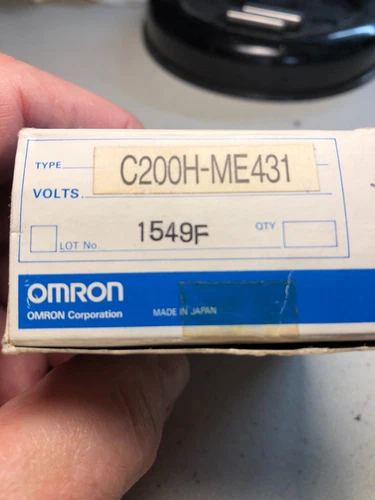 TYPE C200H-ME431
VOLTS
LOT No. 1549F QTY
OMRON
OMRON Corporation MADE IN JAPAN